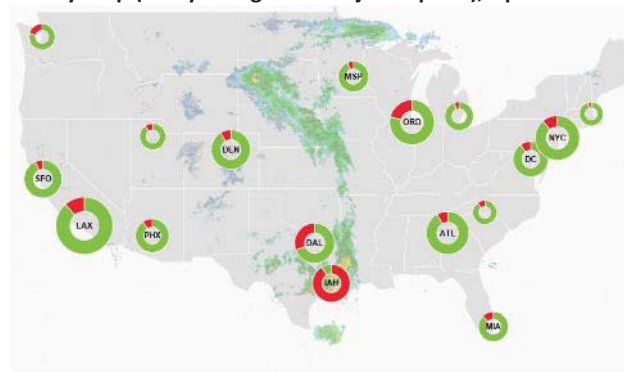 MSP
ORD
NYC
DEN
DC
SFO
LAX
PHX
DAL
ATL
IAH
MIA